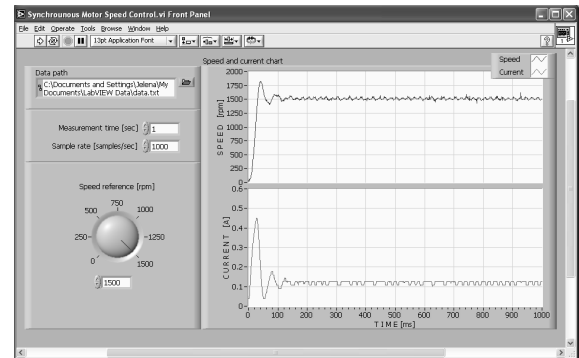 Synchrounous Motor Speed Control.vi Front Panel
File Edit Operate Tools Browse Window Help
13pt Application Font
Data path
C:\Documents and Settings\Jelena\My
Documents\LabVIEW Data\data.txt
Measurement time [sec] 1
Sample rate [samples/sec] 1000
Speed reference [rpm]
750
500 1000
250 1250
0 1500
1500
Speed and current chart
Speed
Current
SPEED [rpm]
2000
1750
1500
1250
1000
750
500
250
0
CURRENT [A]
0.6
0.5
0.4
0.3
0.2
0.1
0
0 100 200 300 400 500 600 700 800 900 1000
TIME [ms]